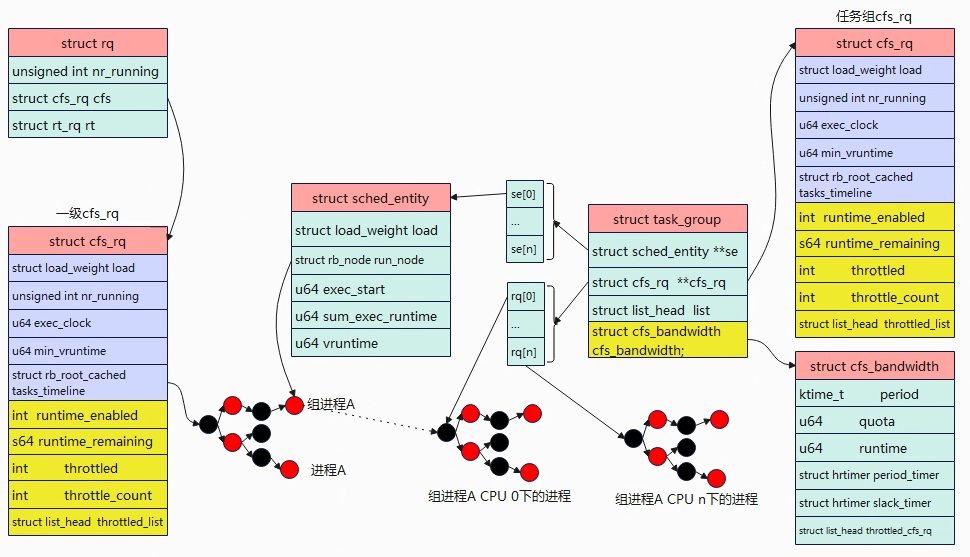 struct rq
unsigned int nr_running
struct cfs_rq cfs
struct rt_rq rt
一级cfs_rq
struct cfs_rq
struct load_weight load
unsigned int nr_running
u64 exec_clock
u64 min_vruntime
struct rb_root_cached
tasks_timeline
int runtime_enabled
s64 runtime_remaining
int throttled
int throttle_count
struct list_head throttled_list
struct sched_entity
struct load_weight load
struct rb_node run_node
u64 exec_start
u64 sum_exec_runtime
u64 vruntime
组进程A
进程A
se[0]
...
se[n]
rq[0]
...
rq[n]
struct task_group
struct sched_entity **se
struct cfs_rq **cfs_rq
struct list_head list
struct cfs_bandwidth
cfs_bandwidth;
组进程A CPU 0下的进程
组进程A CPU n下的进程
任务组cfs_rq
struct cfs_rq
struct load_weight load
unsigned int nr_running
u64 exec_clock
u64 min_vruntime
struct rb_root_cached
tasks_timeline
int runtime_enabled
s64 runtime_remaining
int throttled
int throttle_count
struct list_head throttled_list
struct cfs_bandwidth
ktime_t period
u64 quota
u64 runtime
struct hrtimer period_timer
struct hrtimer slack_timer
struct list_head throttled_cfs_rq